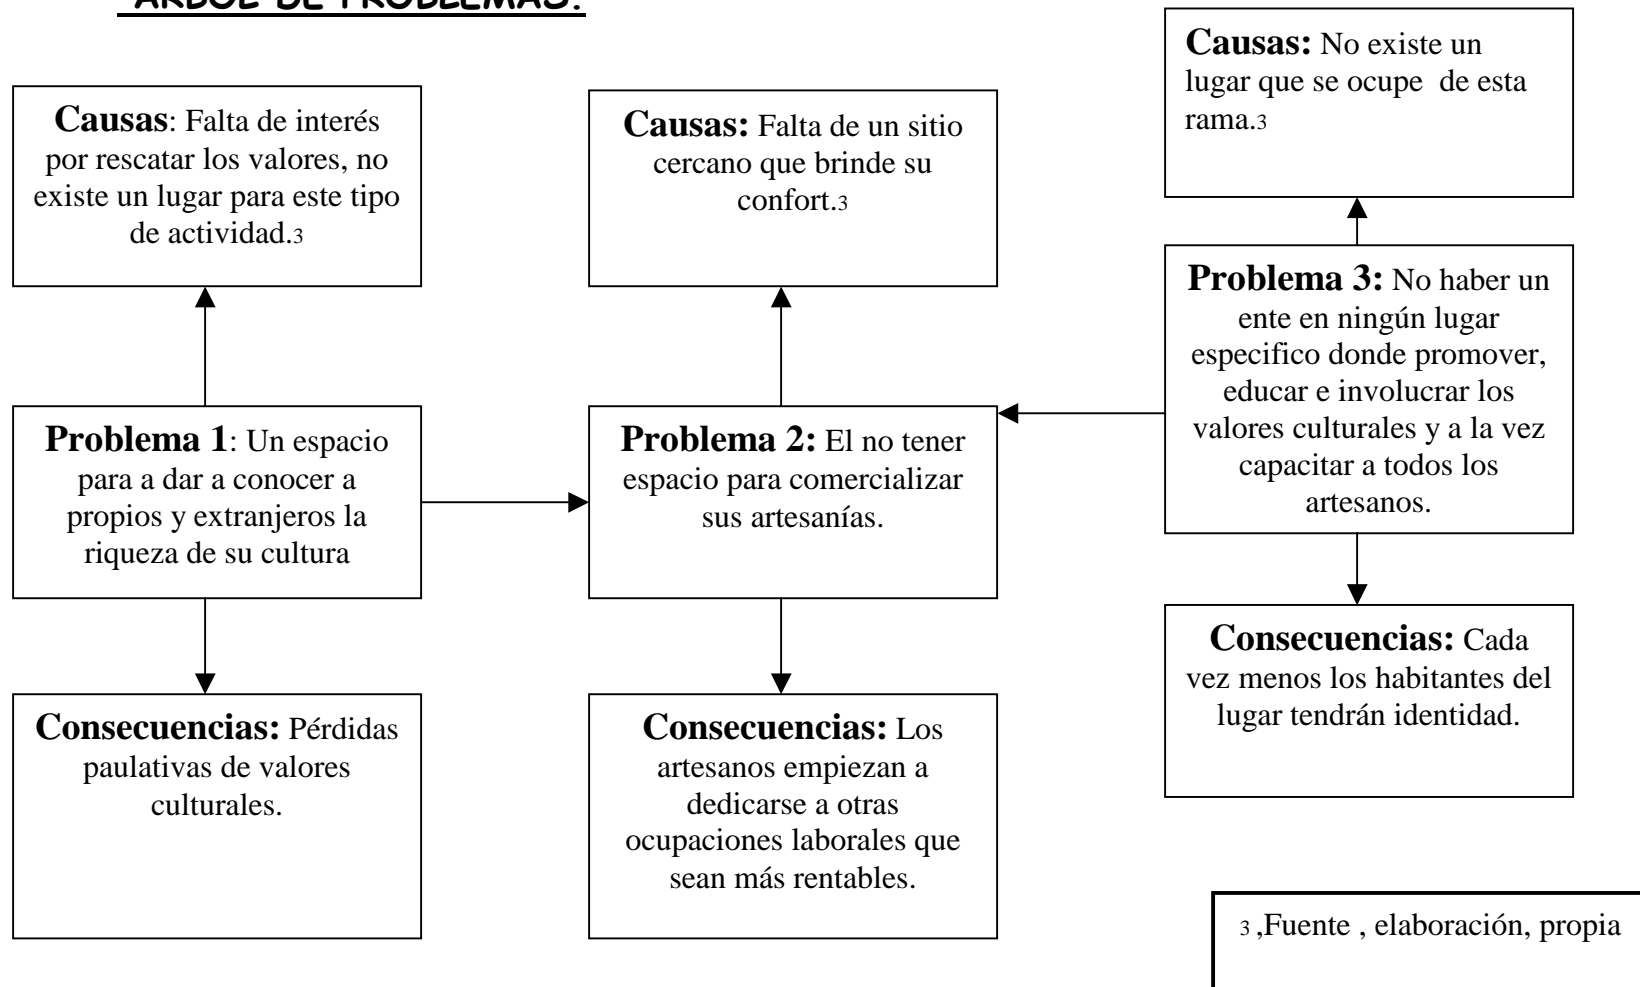 ARBOL DE PROBLEMAS.
Causas: Falta de interés
por rescatar los valores, no
existe un lugar para este tipo
de actividad.3
Problema 1: Un espacio
para a dar a conocer a
propios y extranjeros la
riqueza de su cultura
Consecuencias: Pérdidas
paulativas de valores
culturales.
Causas: Falta de un sitio
cercano que brinde su
confort.3
Problema 2: El no tener
espacio para comercializar
sus artesanías.
Consecuencias: Los
artesanos empiezan a
dedicarse a otras
ocupaciones laborales que
sean más rentables.
Causas: No existe un
lugar que se ocupe  de esta
rama.3
Problema 3: No haber un
ente en ningún lugar
especifico donde promover,
educar e involucrar los
valores culturales y a la vez
capacitar a todos los
artesanos.
Consecuencias: Cada
vez menos los habitantes del
lugar tendrán identidad.
3 ,Fuente , elaboración, propia